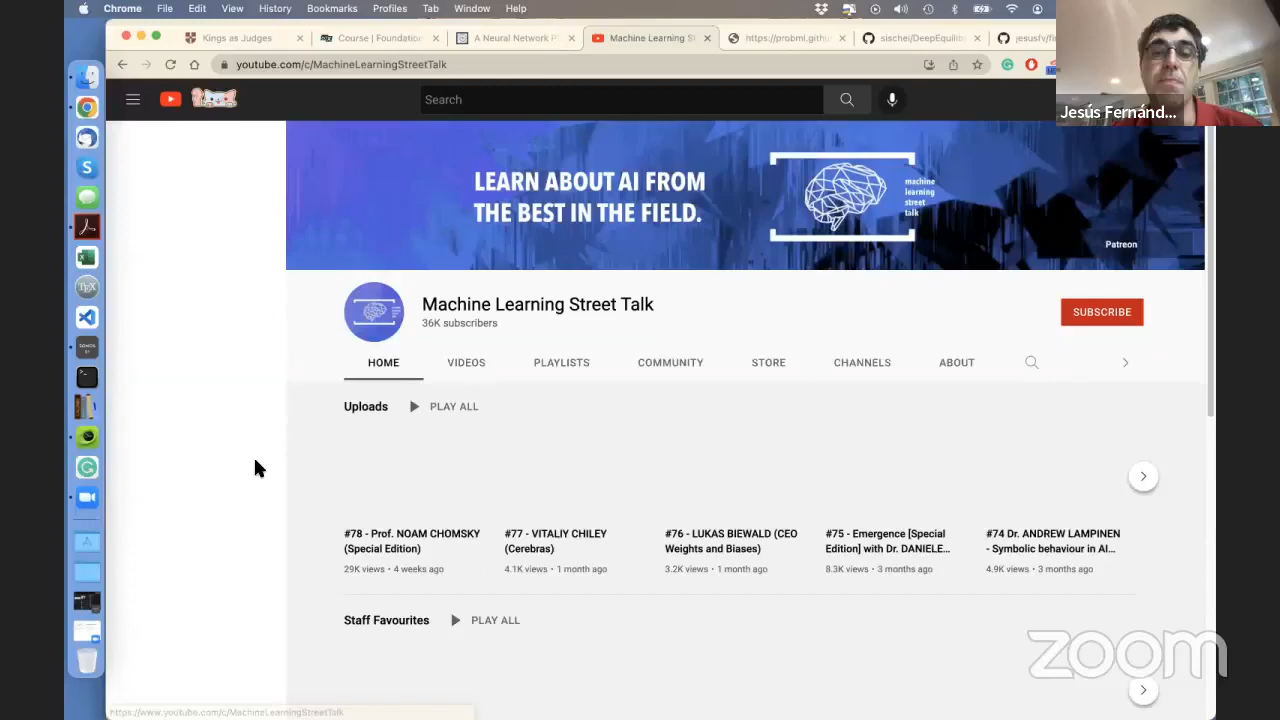 Chrome File Edit View History Bookmarks Profiles Tab Window Help
Kings as Judges
Course | Foundation
A Neural Network P
Machine Learning St
https://probml.githu
sischei/DeepEquilib
jesusfv/fi
youtube.com/c/MachineLearningStreetTalk
Search
Jesús Fernánd...
LEARN ABOUT AI FROM
THE BEST IN THE FIELD.
machine
learning
street
talk
Patreon
Machine Learning Street Talk
36K subscribers
SUBSCRIBE
HOME VIDEOS PLAYLISTS COMMUNITY STORE CHANNELS ABOUT
Uploads PLAY ALL
#78 - Prof. NOAM CHOMSKY
(Special Edition)
29K views • 4 weeks ago
#77 - VITALIY CHILEY
(Cerebras)
4.1K views • 1 month ago
#76 - LUKAS BIEWALD (CEO
Weights and Biases)
3.2K views • 1 month ago
#75 - Emergence [Special
Edition] with Dr. DANIELE...
8.3K views • 3 months ago
#74 Dr. ANDREW LAMPINEN
- Symbolic behaviour in AI...
4.9K views • 3 months ago
Staff Favourites PLAY ALL
zoom
https://www.youtube.com/c/MachineLearningStreetTalk